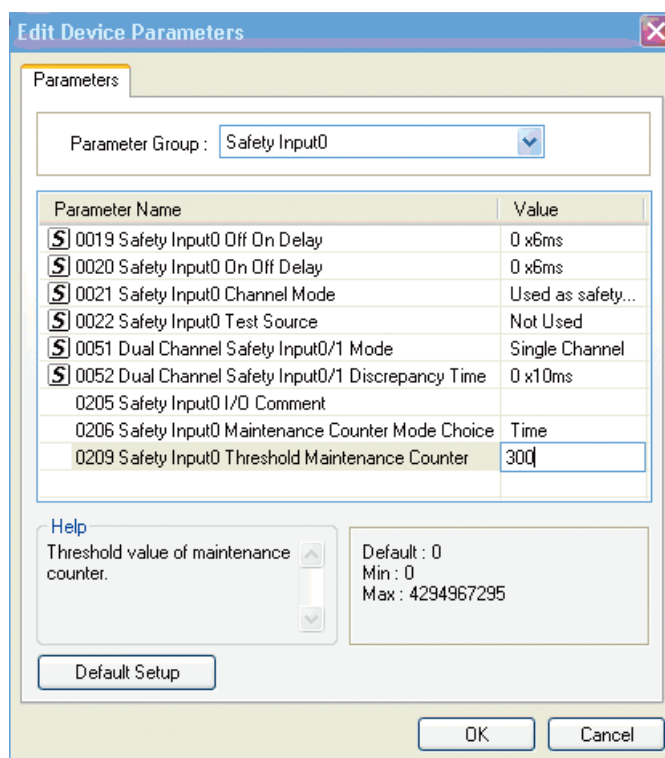 Edit Device Parameters
Parameters
Parameter Group : Safety Input0
Parameter Name Value
S 0019 Safety Input0 Off On Delay 0 x6ms
S 0020 Safety Input0 On Off Delay 0 x6ms
S 0021 Safety Input0 Channel Mode Used as safety...
S 0022 Safety Input0 Test Source Not Used
S 0051 Dual Channel Safety Input0/1 Mode Single Channel
S 0052 Dual Channel Safety Input0/1 Discrepancy Time 0 x10ms
0205 Safety Input0 I/O Comment
0206 Safety Input0 Maintenance Counter Mode Choice Time
0209 Safety Input0 Threshold Maintenance Counter 300
Help
Threshold value of maintenance
counter.
Default : 0
Min : 0
Max : 4294967295
Default Setup
OK Cancel